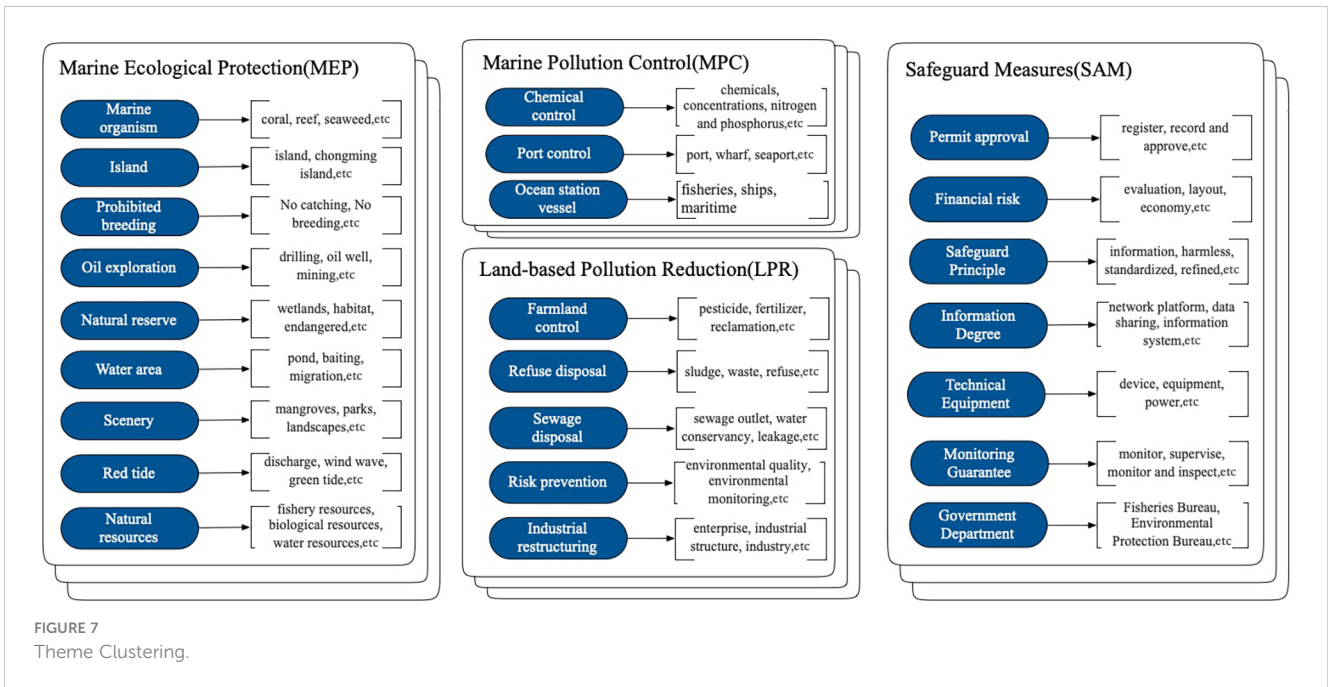 Marine Ecological Protection(MEP)
Marine
organism
coral, reef, seaweed,etc
Island
island, chongming
island,etc
Prohibited
breeding
No catching, No
breeding,etc
Oil exploration
drilling, oil well,
mining,etc
Natural reserve
wetlands, habitat,
endangered,etc
Water area
pond, baiting,
migration,etc
Scenery
mangroves, parks,
landscapes,etc
Red tide
discharge, wind wave,
green tide,etc
Natural
resources
fishery resources,
biological resources,
water resources,etc
Marine Pollution Control(MPC)
Chemical
control
chemicals,
concentrations, nitrogen
and phosphorus,etc
Port control
port, wharf, seaport,etc
Ocean station
vessel
fisheries, ships,
maritime
Land-based Pollution Reduction(LPR)
Farmland
control
pesticide, fertilizer,
reclamation,etc
Refuse disposal
sludge, waste, refuse,etc
Sewage
disposal
sewage outlet, water
conservancy, leakage,etc
Risk prevention
environmental quality,
environmental
monitoring,etc
Industrial
restructuring
enterprise, industrial
structure, industry,etc
Safeguard Measures(SAM)
Permit approval
register, record and
approve,etc
Financial risk
evaluation, layout,
economy,etc
Safeguard
Principle
information, harmless,
standardized, refined,etc
Information
Degree
network platform, data
sharing, information
system,etc
Technical
Equipment
device, equipment,
power,etc
Monitoring
Guarantee
monitor, supervise,
monitor and inspect,etc
Government
Department
Fisheries Bureau,
Environmental
Protection Bureau,etc
FIGURE 7
Theme Clustering.